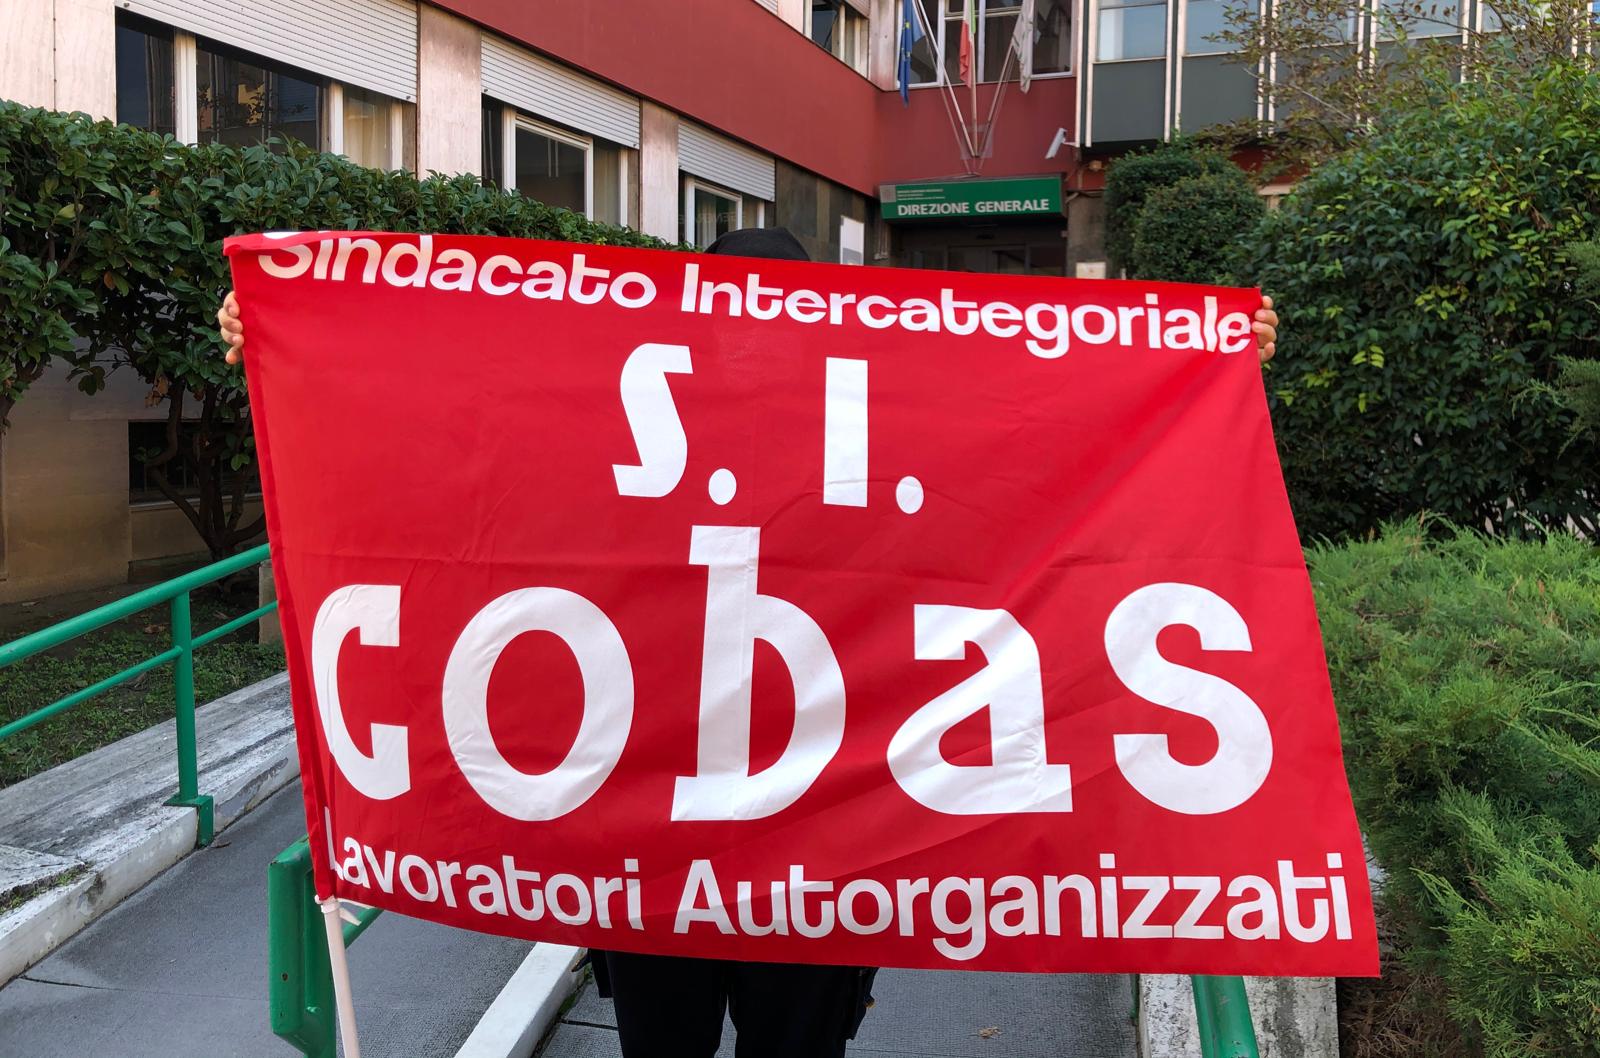 DIREZIONE GENERALE
Sindacato Intercategoriale
S. I.
cobas
Lavoratori Autorganizzati